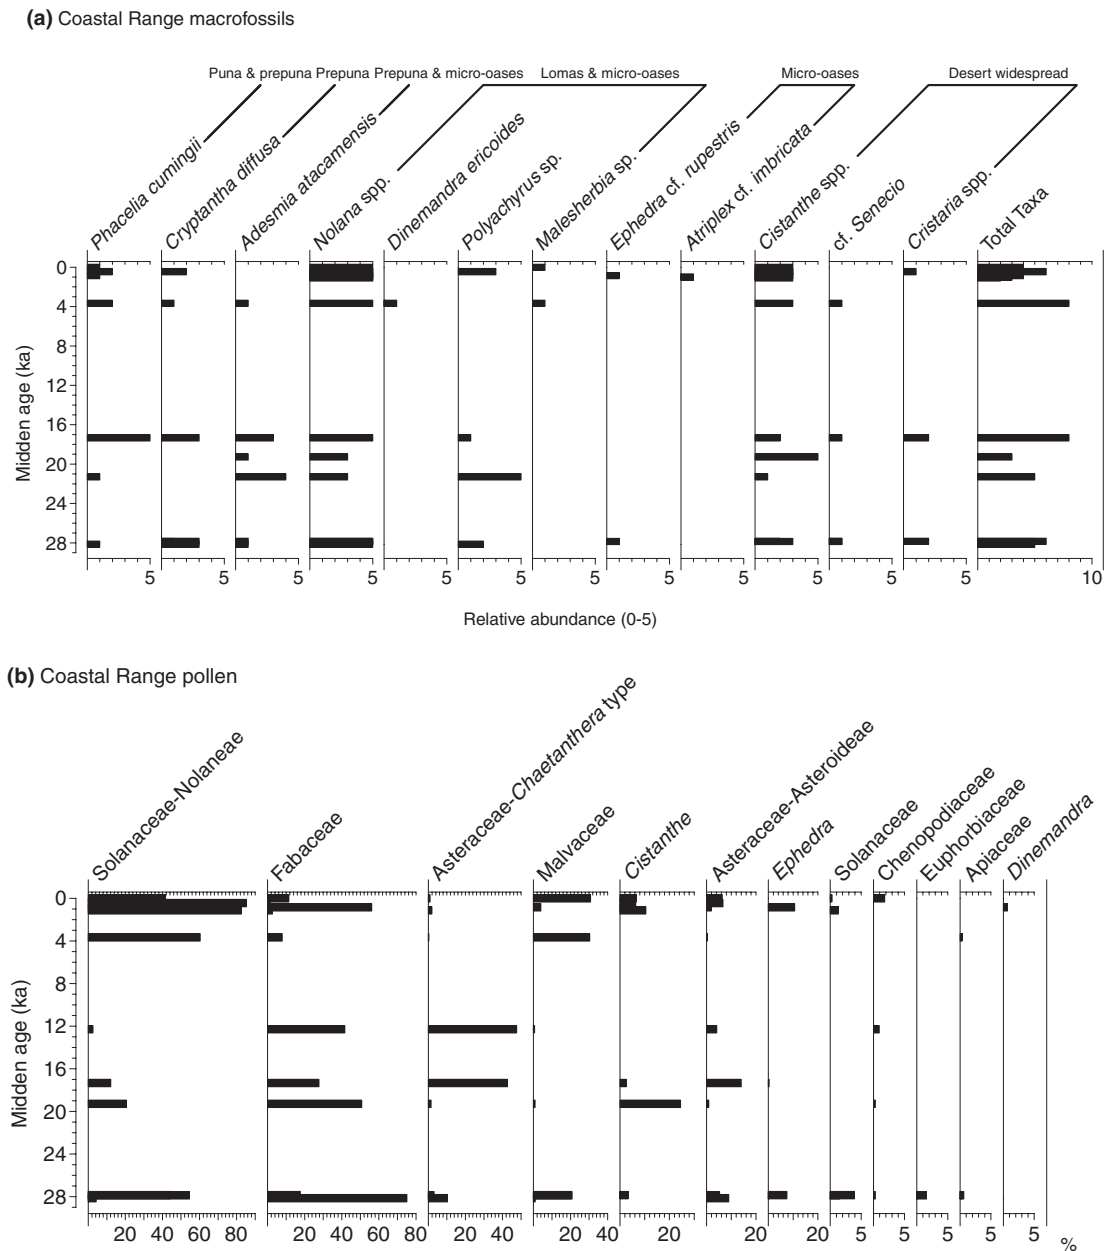 (a) Coastal Range macrofossils
Puna & prepuna Prepuna Prepuna & micro-oases Lomas & micro-oases Micro-oases Desert widespread
Phacelia cumingii
Cryptantha diffusa
Adesmia atacamensis
Nolana spp.
Dinemandra ericoides
Polyachyrus sp.
Malesherbia sp.
Ephedra cf. rupestris
Atriplex cf. imbricata
Cistanthe spp.
cf. Senecio
Cristaria spp.
Total Taxa
0
4
8
12
16
20
24
28
Midden age (ka)
5 5 5 5 5 5 5 5 5 5 5 5 10
Relative abundance (0-5)
(b) Coastal Range pollen
Solanaceae-Nolaneae
Fabaceae
Asteraceae-Chaetanthera type
Malvaceae
Cistanthe
Asteraceae-Asteroideae
Ephedra
Solanaceae
Chenopodiaceae
Euphorbiaceae
Apiaceae
Dinemandra
0
4
8
12
16
20
24
28
Midden age (ka)
20 40 60 80 20 40 60 80 20 40 20 40 20 40 20 20 5 5 5 5 5 %